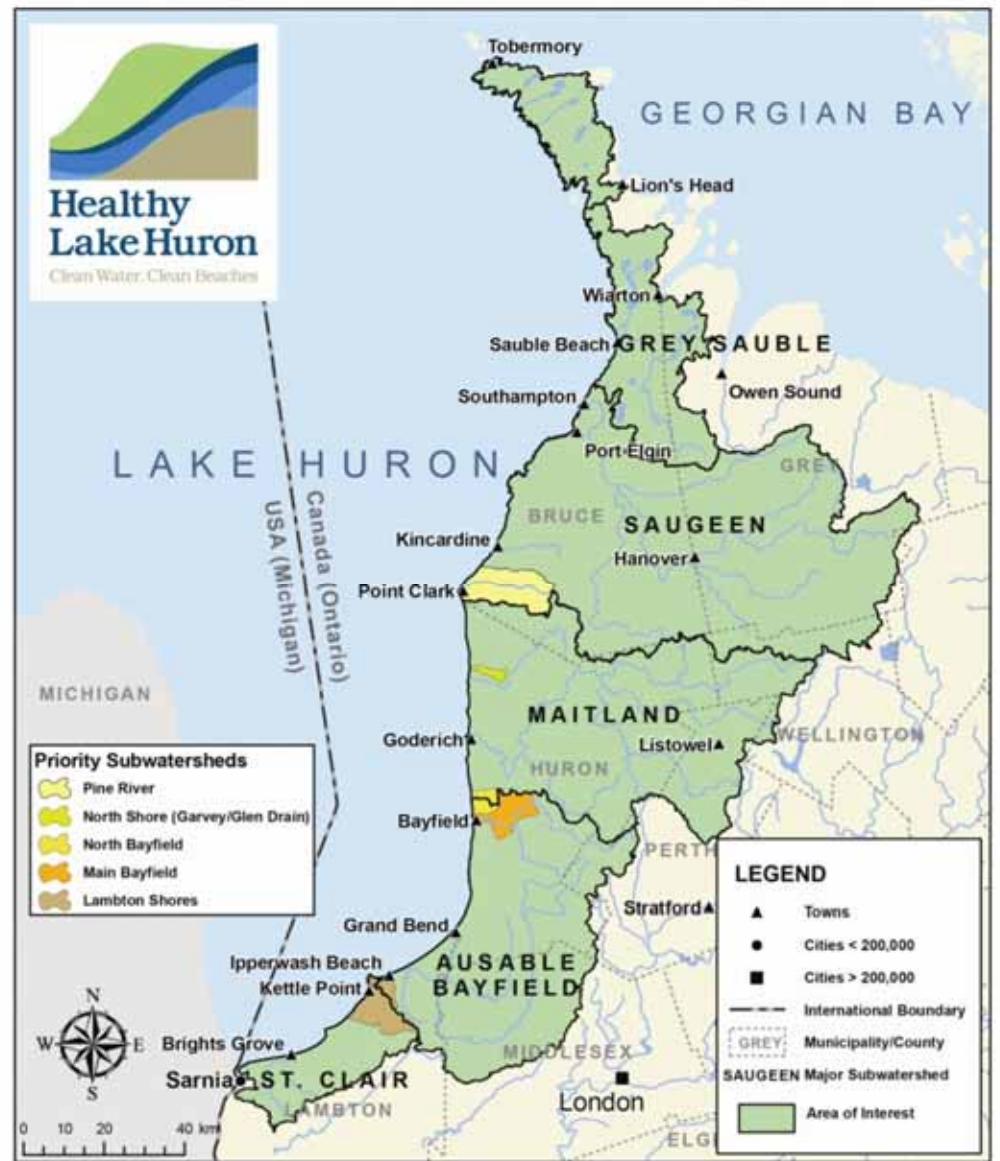 Healthy
Lake Huron
Clean Water. Clean Beaches
Tobermory
GEORGIAN BAY
Lion's Head
Wiarton
Sauble Beach
GREY SAUBLE
Owen Sound
Southampton
Port Elgin
LAKE HURON
GREY
BRUCE
SAUGEEN
Kincardine
Hanover
Point Clark
USA (Michigan)
Canada (Ontario)
MICHIGAN
MAITLAND
Goderich
Listowel
WELLINGTON
HURON
Priority Subwatersheds
Pine River
North Shore (Garvey/Glen Drain)
North Bayfield
Main Bayfield
Lambton Shores
Bayfield
PERTH
Stratford
Grand Bend
Ipperwash Beach
Kettle Point
AUSABLE
BAYFIELD
Brights Grove
MIDDLESEX
Sarnia
ST. CLAIR
LAMBTON
London
ELGI
N
W
E
S
0 10 20 40 km
LEGEND
Towns
Cities < 200,000
Cities > 200,000
International Boundary
GREY Municipality/County
SAUGEEN Major Subwatershed
Area of Interest